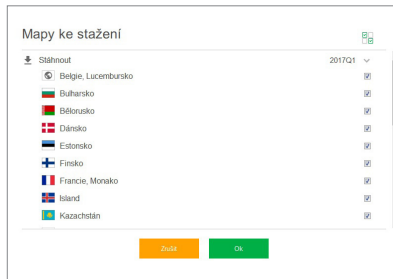 Mapy ke stažení
Stáhnout 2017Q1
Belgie, Lucembursko
Bulharsko
Bělorusko
Dánsko
Estonsko
Finsko
Francie, Monako
Island
Kazachstán
Zrušit Ok